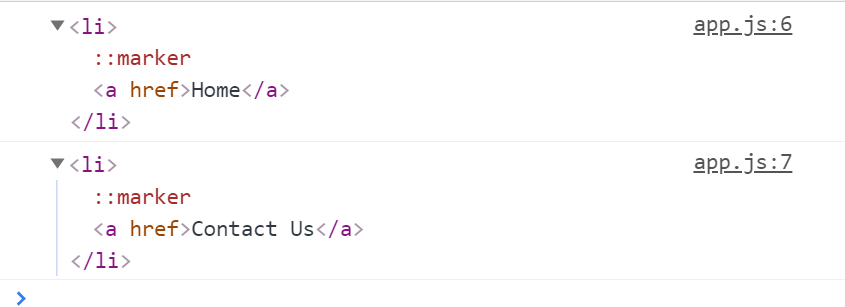 <li> app.js:6
::marker
<a href>Home</a>
</li>
<li> app.js:7
::marker
<a href>Contact Us</a>
</li>